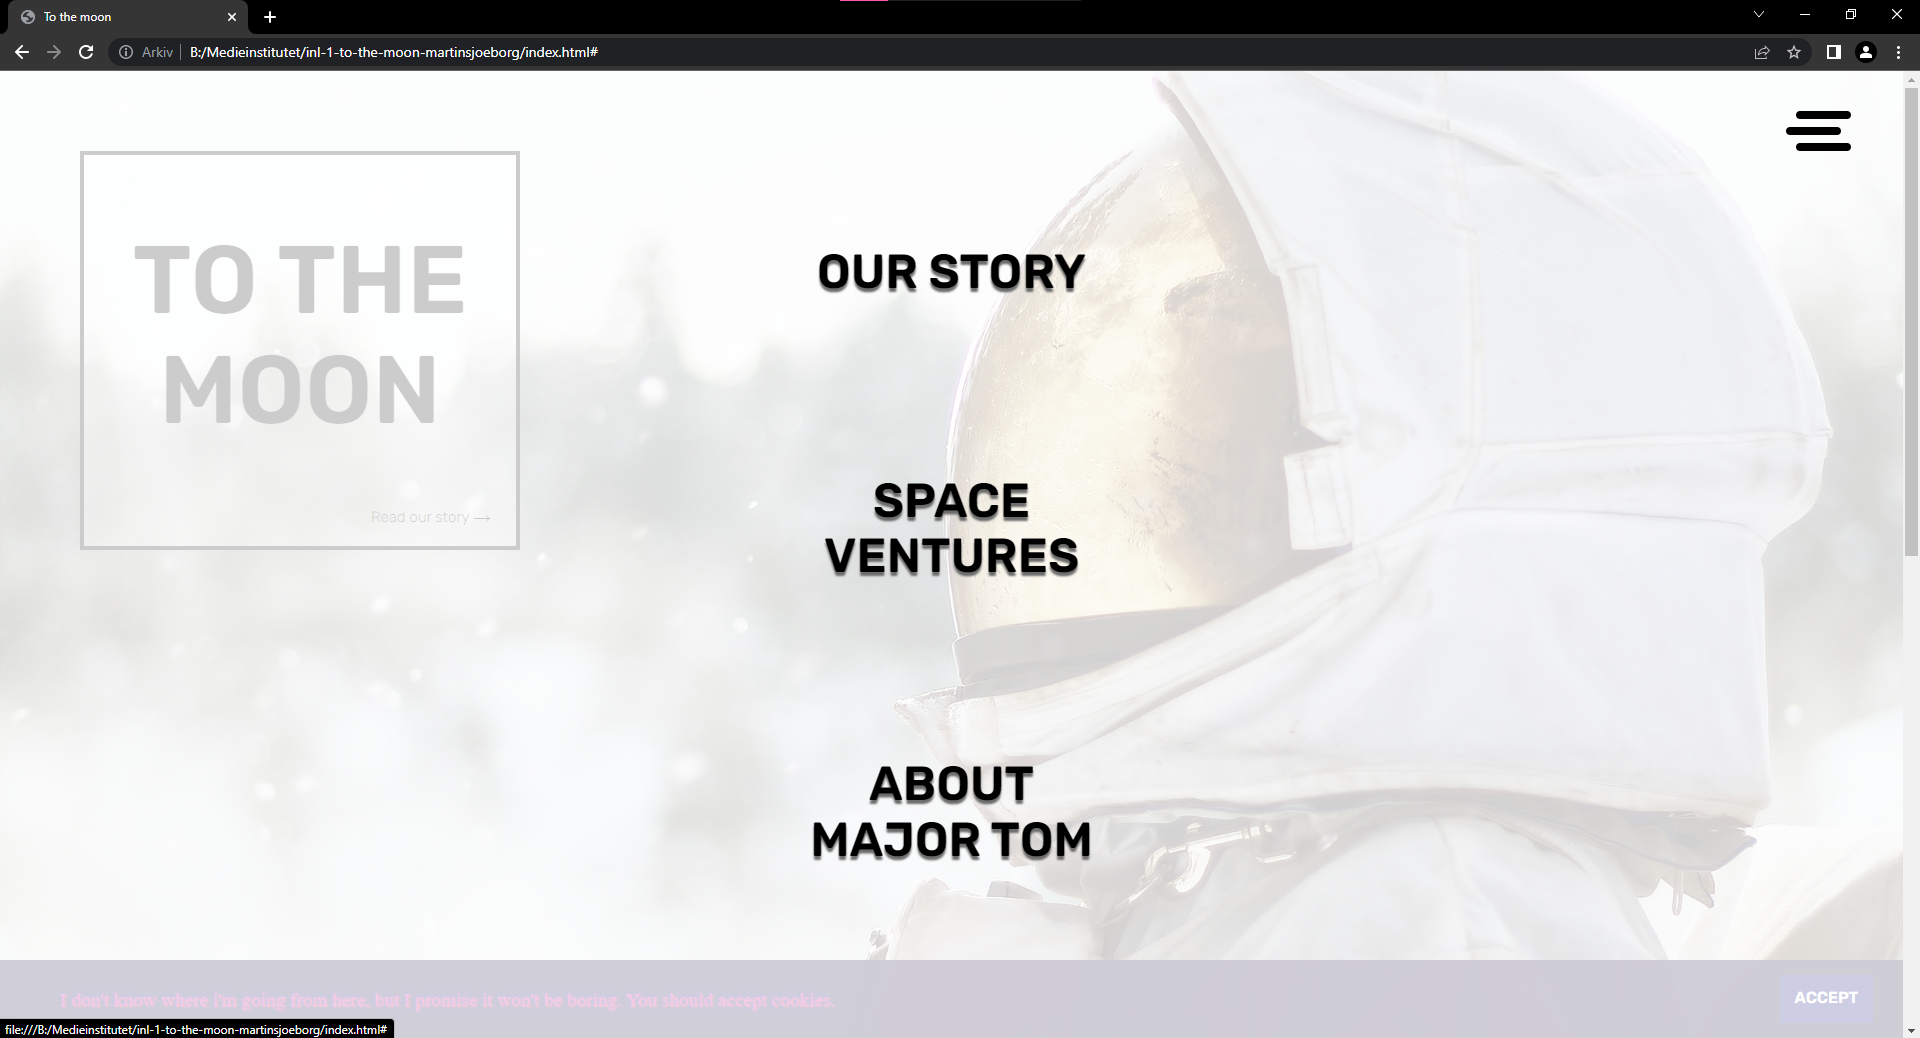 To the moon
Arkiv
B:/Medieinstitutet/inl-1-to-the-moon-martinsjoeborg/index.html#
TO THE
MOON
Read our story →
OUR STORY
SPACE
VENTURES
ABOUT
MAJOR TOM
I don't know where i'm going from here, but I promise it won't be boring. You should accept cookies.
ACCEPT
file:///B:/Medieinstitutet/inl-1-to-the-moon-martinsjoeborg/index.html#